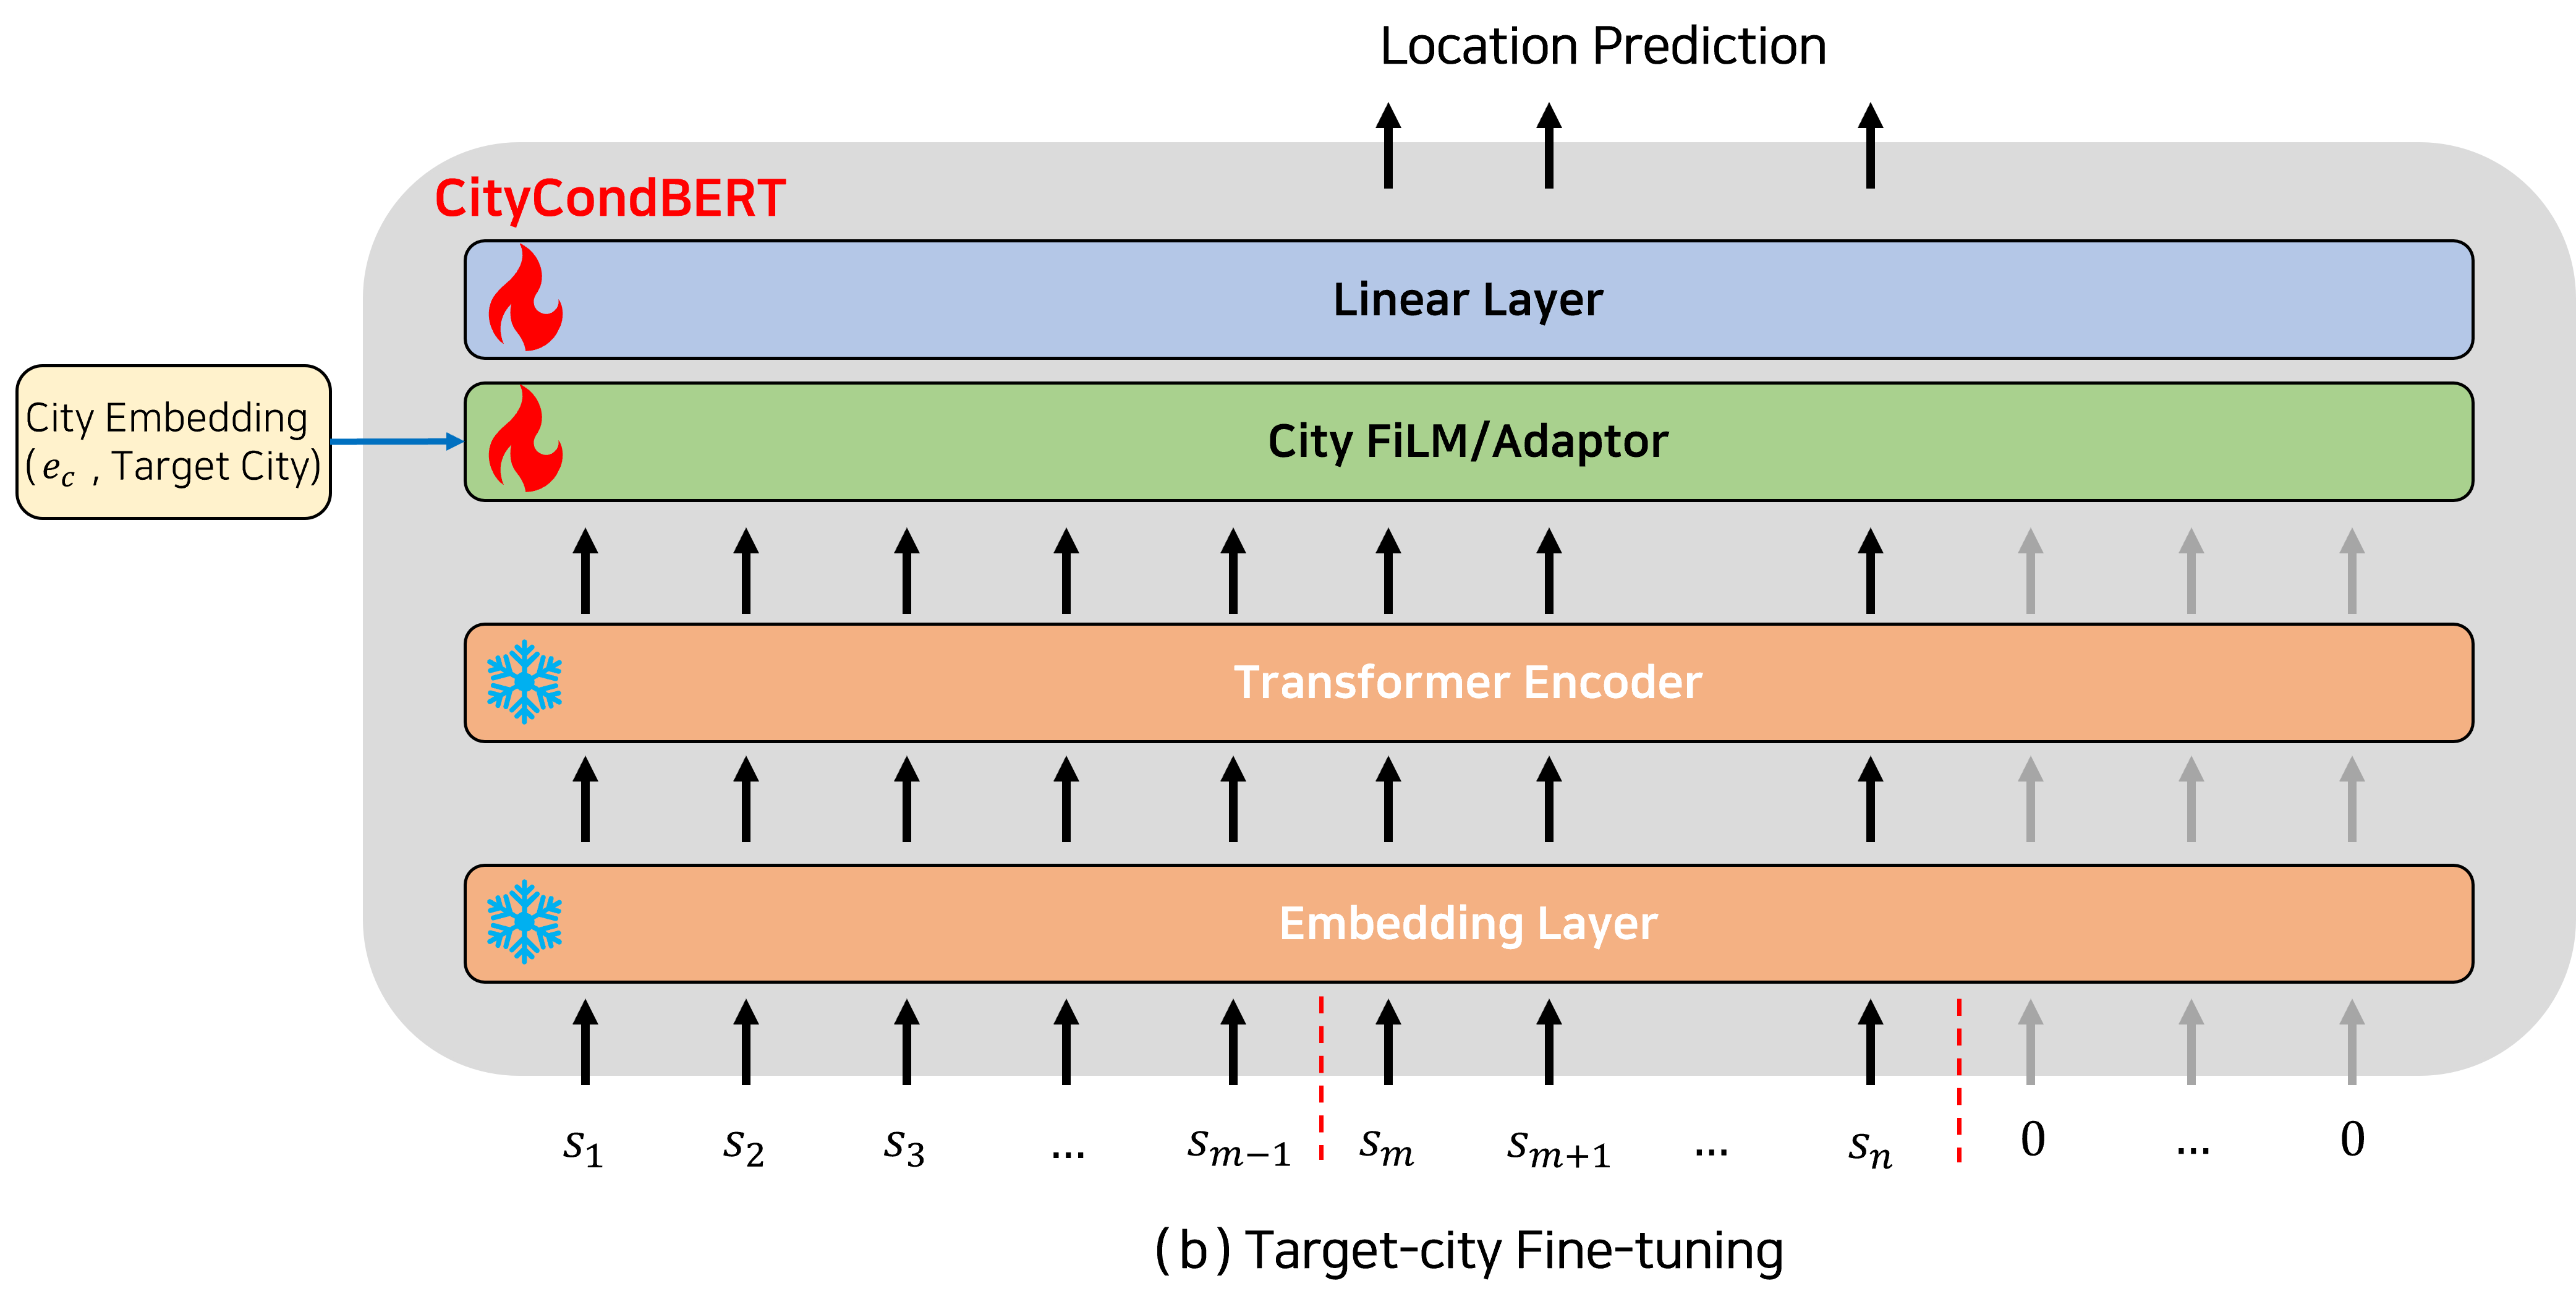 Location Prediction
CityCondBERT
Linear Layer
City Embedding
(e_c , Target City)
City FiLM/Adaptor
Transformer Encoder
Embedding Layer
s_1 s_2 s_3 ... s_{m−1} s_m s_{m+1} ... s_n 0 ... 0
(b) Target-city Fine-tuning